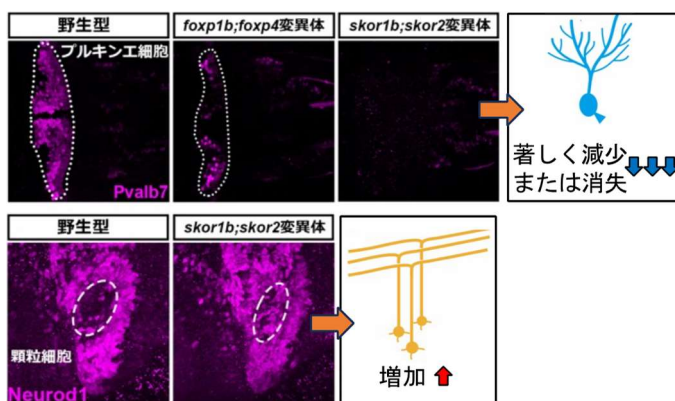 野生型
foxp1b;foxp4変異体
skor1b;skor2変異体
プルキンエ細胞
Pvalb7
著しく減少
または消失
野生型
skor1b;skor2変異体
顆粒細胞
Neurod1
増加